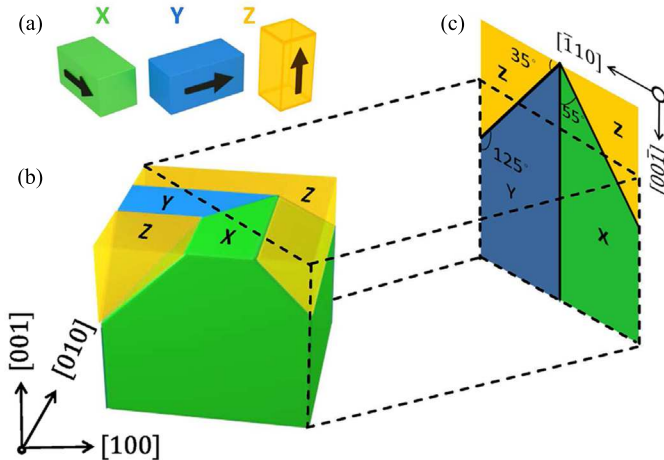 (a) X Y Z
(b)
Y
Z
Z
X
[001]
[010]
[100]
(c)
35°
[1̅10]
Z
55
Z
125°
Y
X
[001̅]